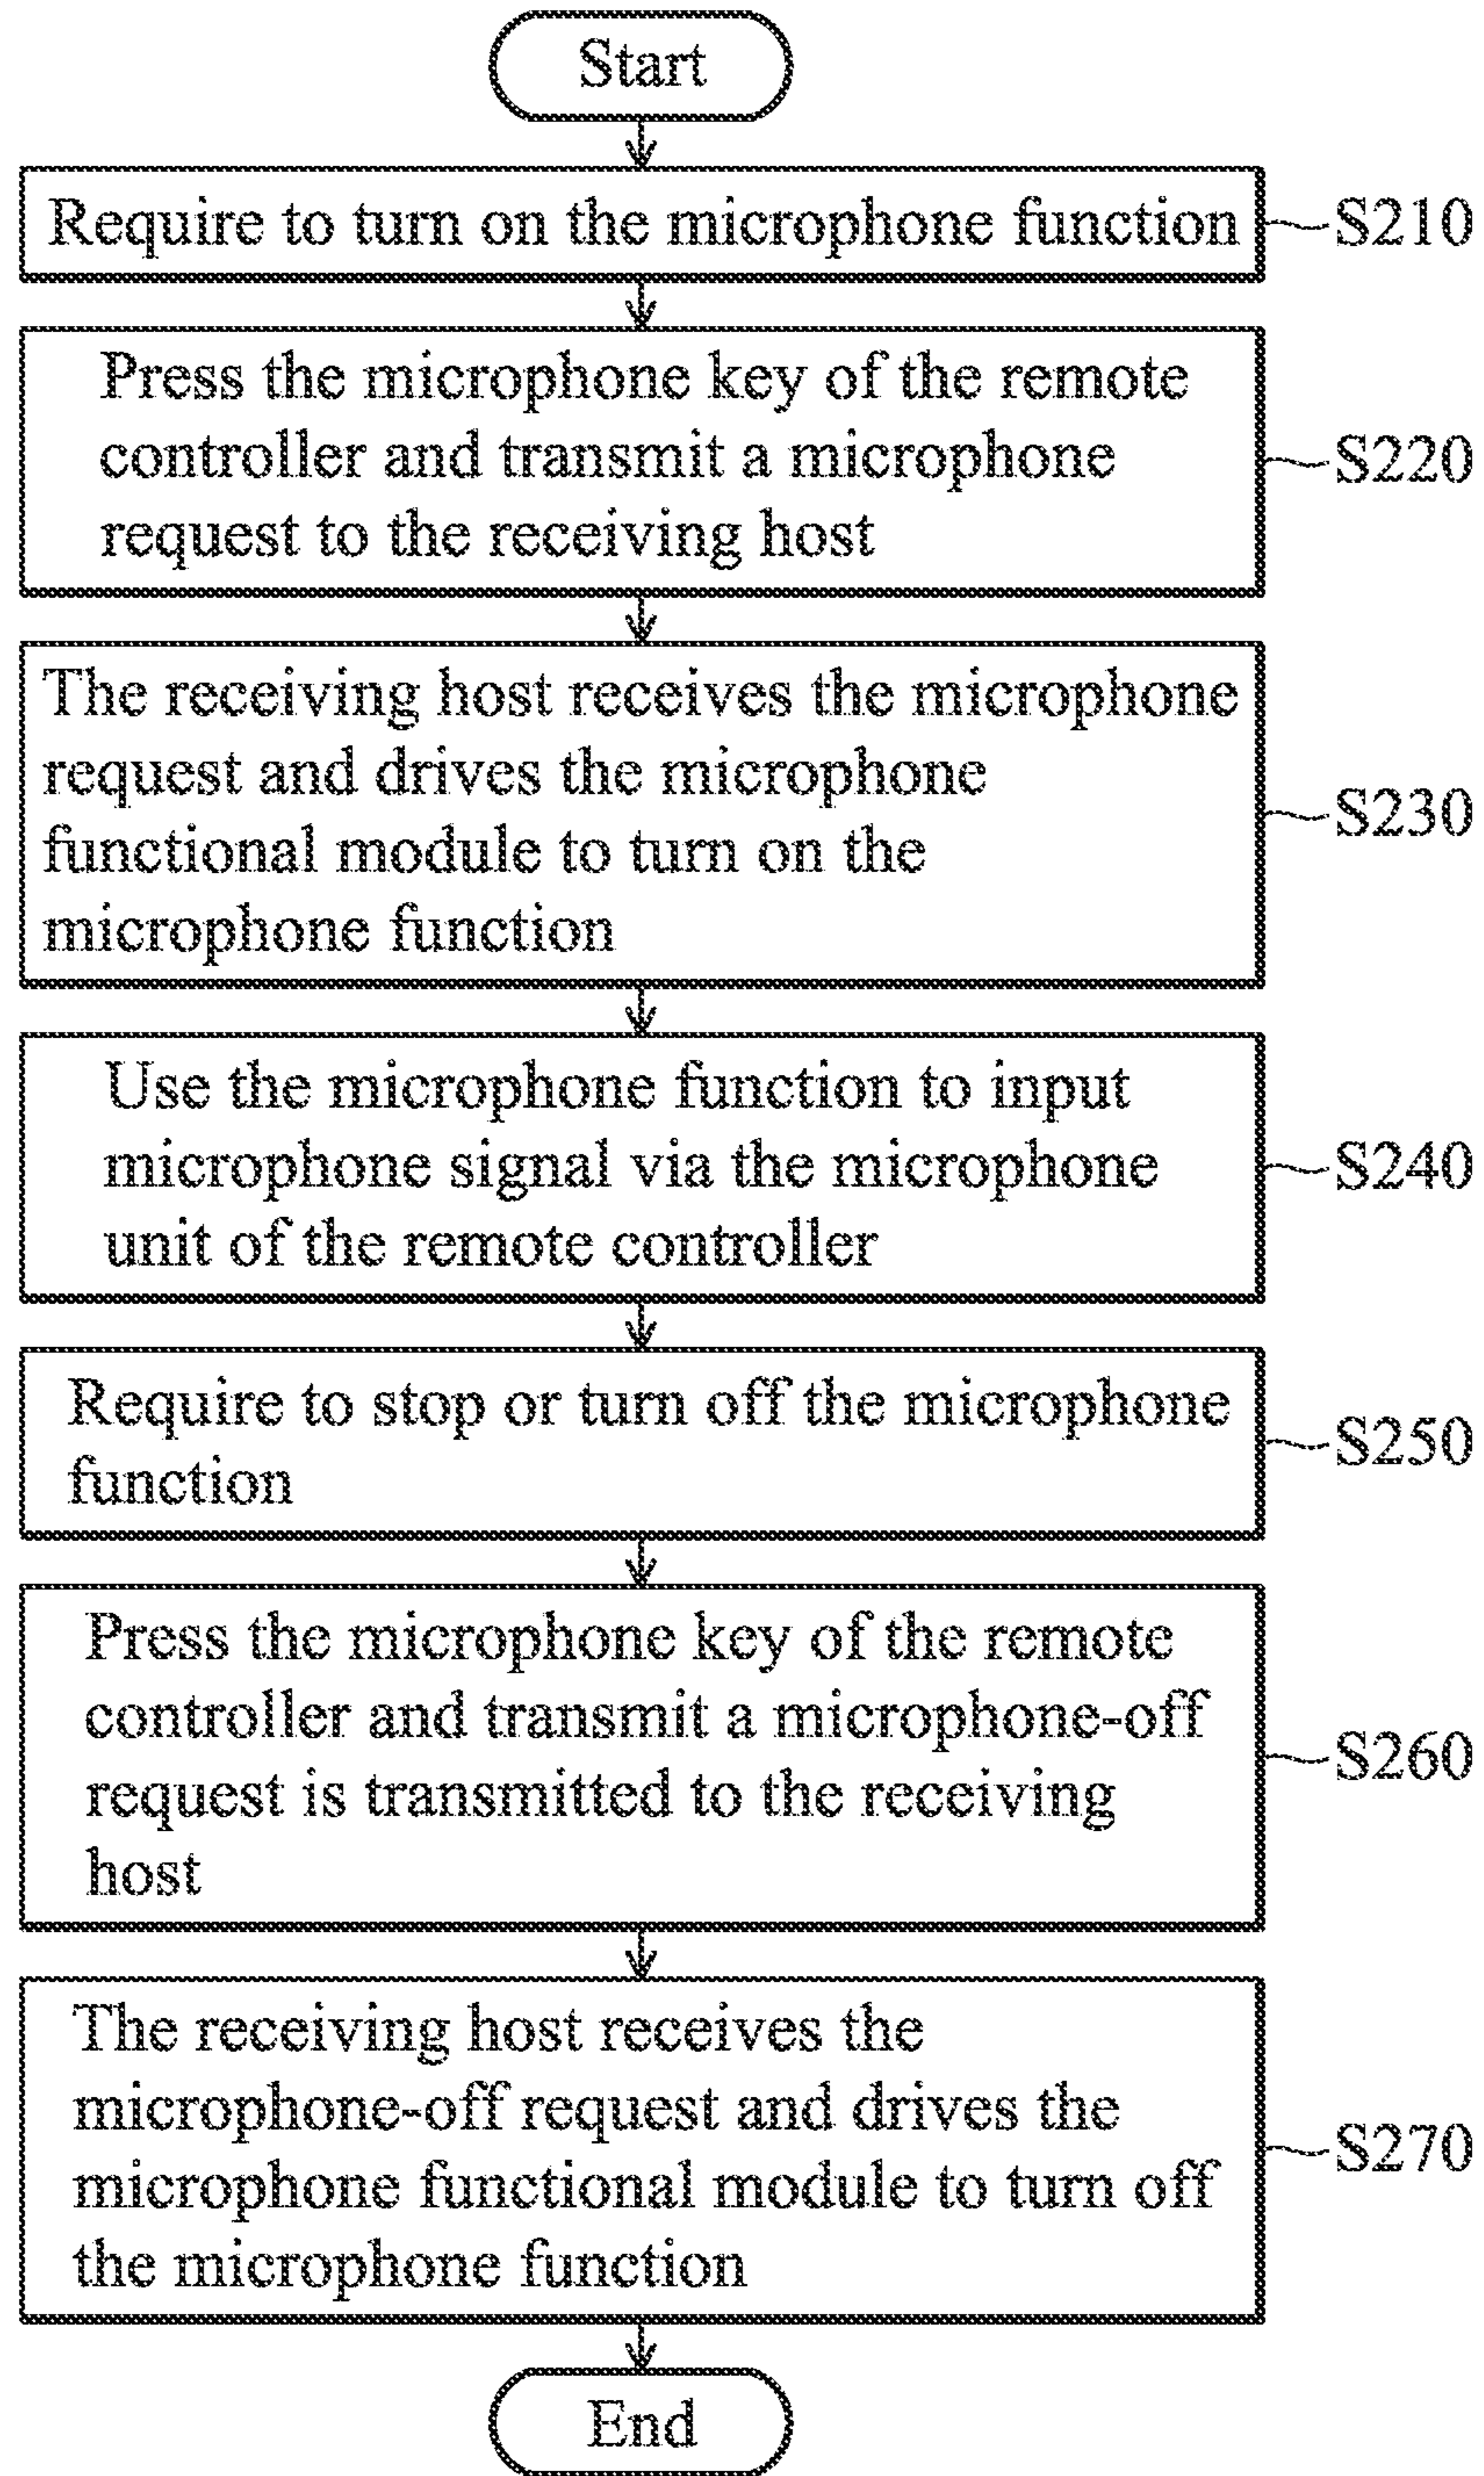 Start
Require to turn on the microphone function
S210
Press the microphone key of the remote
controller and transmit a microphone
request to the receiving host
S220
The receiving host receives the microphone
request and drives the microphone
functional module to turn on the
microphone function
S230
Use the microphone function to input
microphone signal via the microphone
unit of the remote controller
S240
Require to stop or turn off the microphone
function
S250
Press the microphone key of the remote
controller and transmit a microphone-off
request is transmitted to the receiving
host
S260
The receiving host receives the
microphone-off request and drives the
microphone functional module to turn off
the microphone function
S270
End